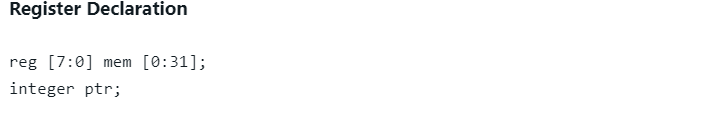 Register Declaration
reg [7:0] mem [0:31];
integer ptr;